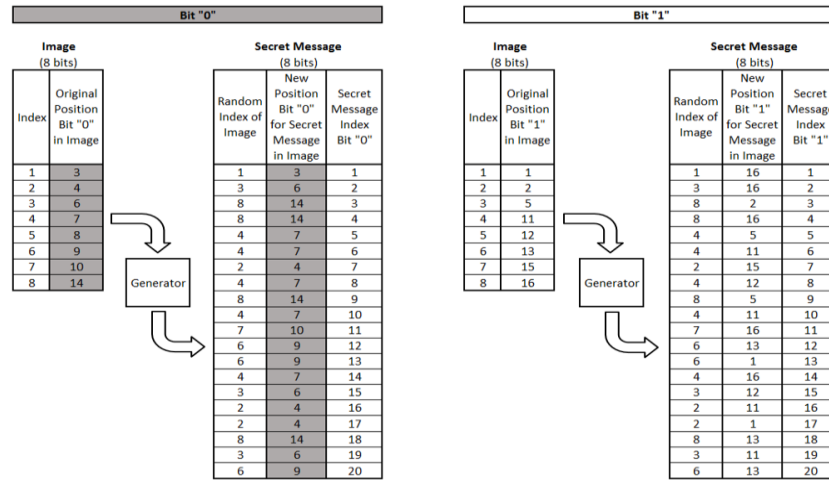 Bit "0"
Image
(8 bits)
Index
Original
Position
Bit "0"
in Image
1 3
2 4
3 6
4 7
5 8
6 9
7 10
8 14
Generator
Secret Message
(8 bits)
Random
Index of
Image
New
Position
Bit "0"
for Secret
Message
in Image
Secret
Message
Index
Bit "0"
1 3 1
3 6 2
8 14 3
8 14 4
4 7 5
4 7 6
2 4 7
4 7 8
8 14 9
4 7 10
7 10 11
6 9 12
6 9 13
4 7 14
3 6 15
2 4 16
2 4 17
8 14 18
3 6 19
6 9 20
Bit "1"
Image
(8 bits)
Index
Original
Position
Bit "1"
in Image
1 1
2 2
3 5
4 11
5 12
6 13
7 15
8 16
Generator
Secret Message
(8 bits)
Random
Index of
Image
New
Position
Bit "1"
for Secret
Message
in Image
Secret
Message
Index
Bit "1"
1 16 1
3 16 2
8 2 3
8 16 4
4 5 5
4 11 6
2 15 7
4 12 8
8 5 9
4 11 10
7 16 11
6 13 12
6 1 13
4 16 14
3 12 15
2 11 16
2 1 17
8 13 18
3 11 19
6 13 20